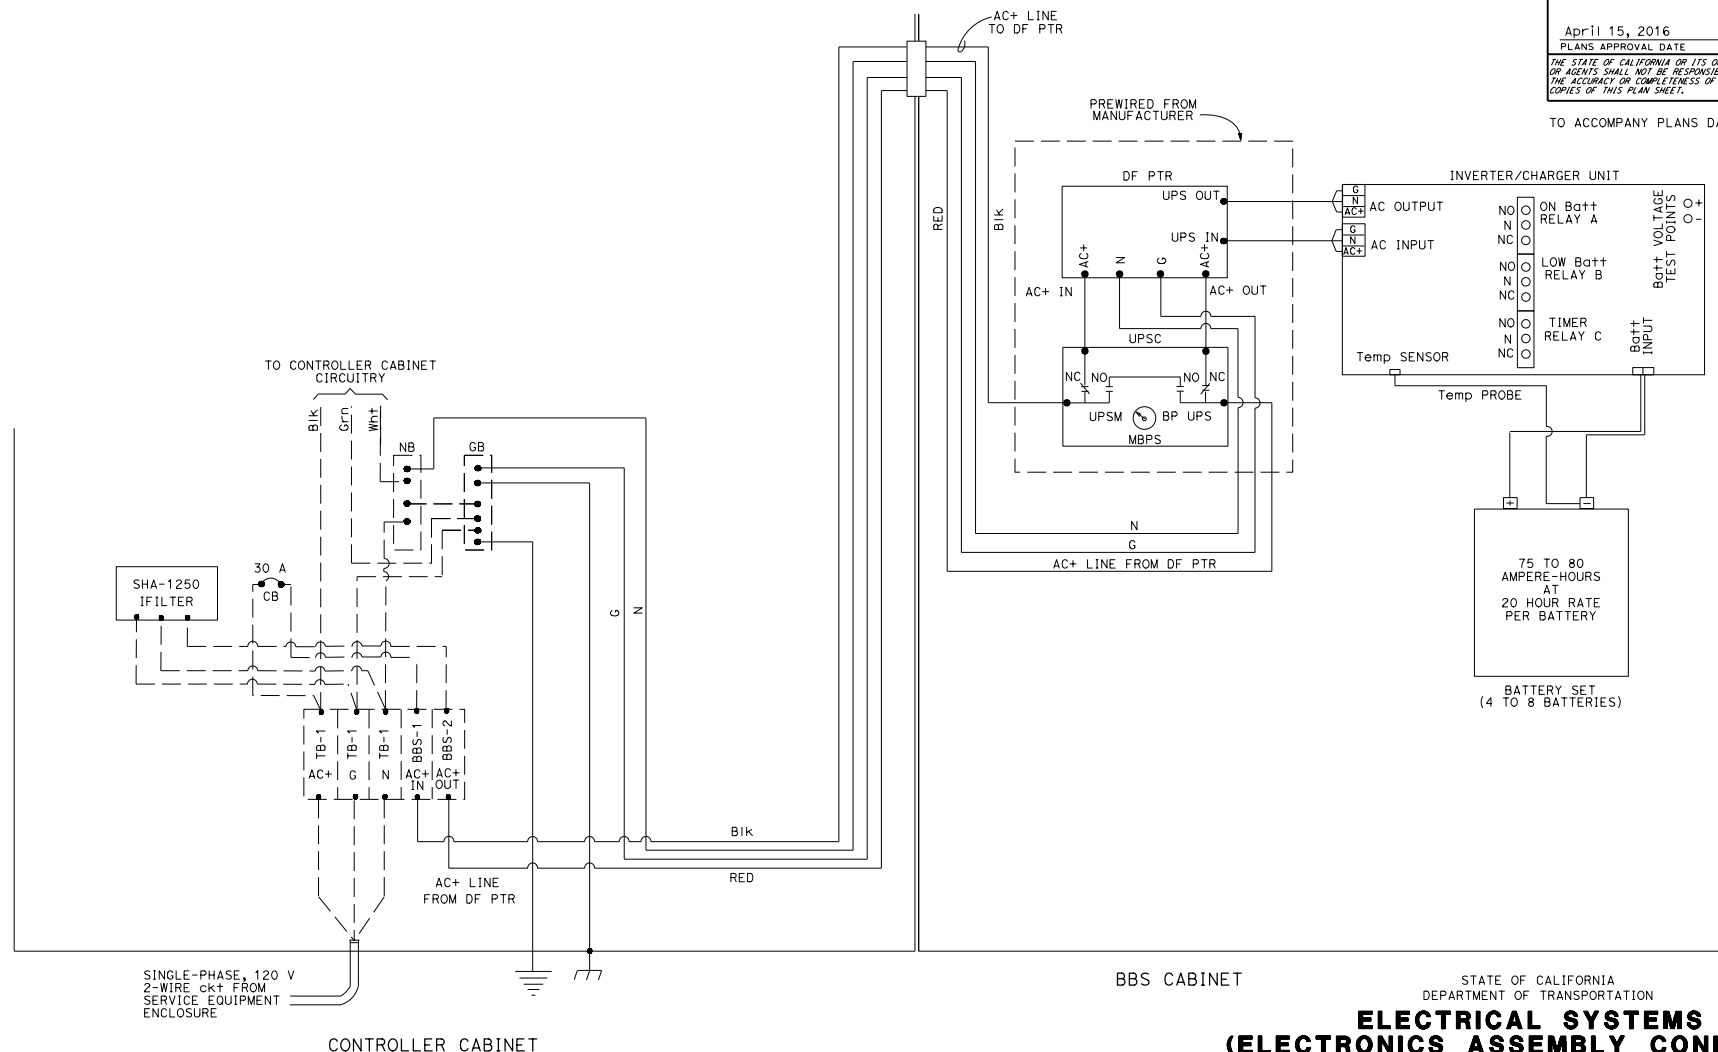 AC+ LINE
TO DF PTR
April 15, 2016
PLANS APPROVAL DATE
THE STATE OF CALIFORNIA OR ITS
OR AGENTS SHALL NOT BE
THE ACCURACY OR COMPLETENESS OF
COPIES OF THIS PLAN SHEET.
TO ACCOMPANY PLANS
PREWIRED FROM
MANUFACTURER
DF PTR
UPS OUT
UPS IN
AC+
N
G
AC+
AC+ IN
AC+ OUT
RED
Blk
UPSC
NC
NO
NO
NC
UPSM
BP
UPS
MBPS
N
G
AC+ LINE FROM DF PTR
INVERTER/CHARGER UNIT
G
N
AC+
AC OUTPUT
G
N
AC+
AC INPUT
NO
N
NC
ON Batt
RELAY A
NO
N
NC
LOW Batt
RELAY B
NO
N
NC
TIMER
RELAY C
Batt VOLTAGE
TEST POINTS
+
-
Batt
INPUT
Temp SENSOR
Temp PROBE
+
-
75 TO 80
AMPERE-HOURS
AT
20 HOUR RATE
PER BATTERY
BATTERY SET
(4 TO 8 BATTERIES)
TO CONTROLLER CABINET
CIRCUITRY
Blk
Grn
Wht
NB
GB
SHA-1250
IFILTER
30 A
CB
G
N
TB-1
AC+
TB-1
G
TB-1
N
BBS-1
AC+
IN
BBS-2
AC+
OUT
Blk
RED
AC+ LINE
FROM DF PTR
SINGLE-PHASE, 120 V
2-WIRE ckt FROM
SERVICE EQUIPMENT
ENCLOSURE
CONTROLLER CABINET
BBS CABINET
STATE OF CALIFORNIA
DEPARTMENT OF TRANSPORTATION
ELECTRICAL SYSTEMS
(ELECTRONICS ASSEMBLY